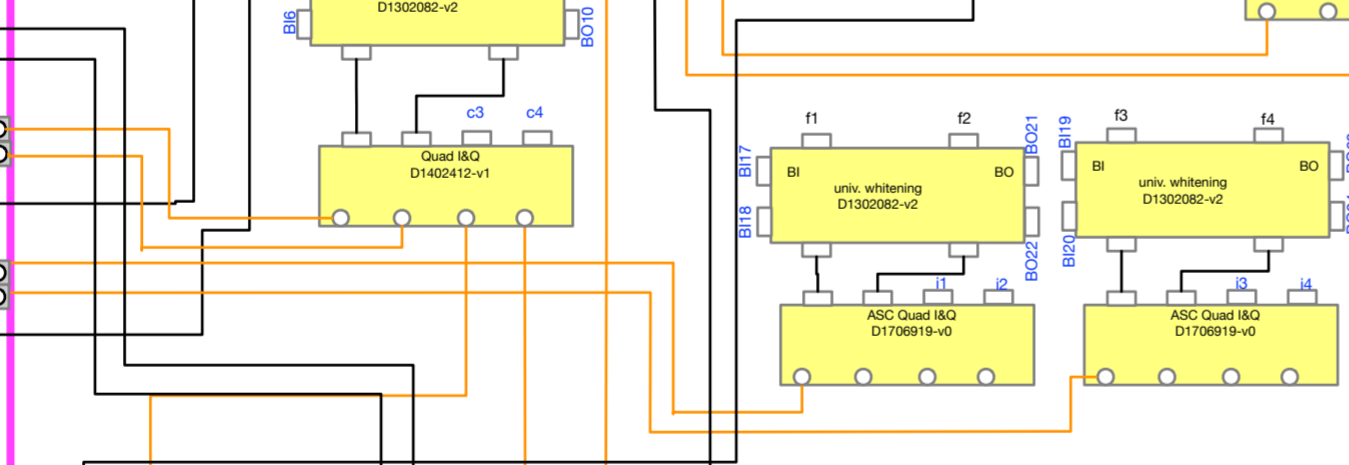 D1302082-v2
BI6
BO10
c3
c4
Quad I&Q
D1402412-v1
f1
f2
BO21
BI17
BI
BO
univ. whitening
D1302082-v2
BI18
BO22
i1
i2
ASC Quad I&Q
D1706919-v0
f3
f4
BI19
BI
BO
univ. whitening
D1302082-v2
BI20
i3
i4
ASC Quad I&Q
D1706919-v0